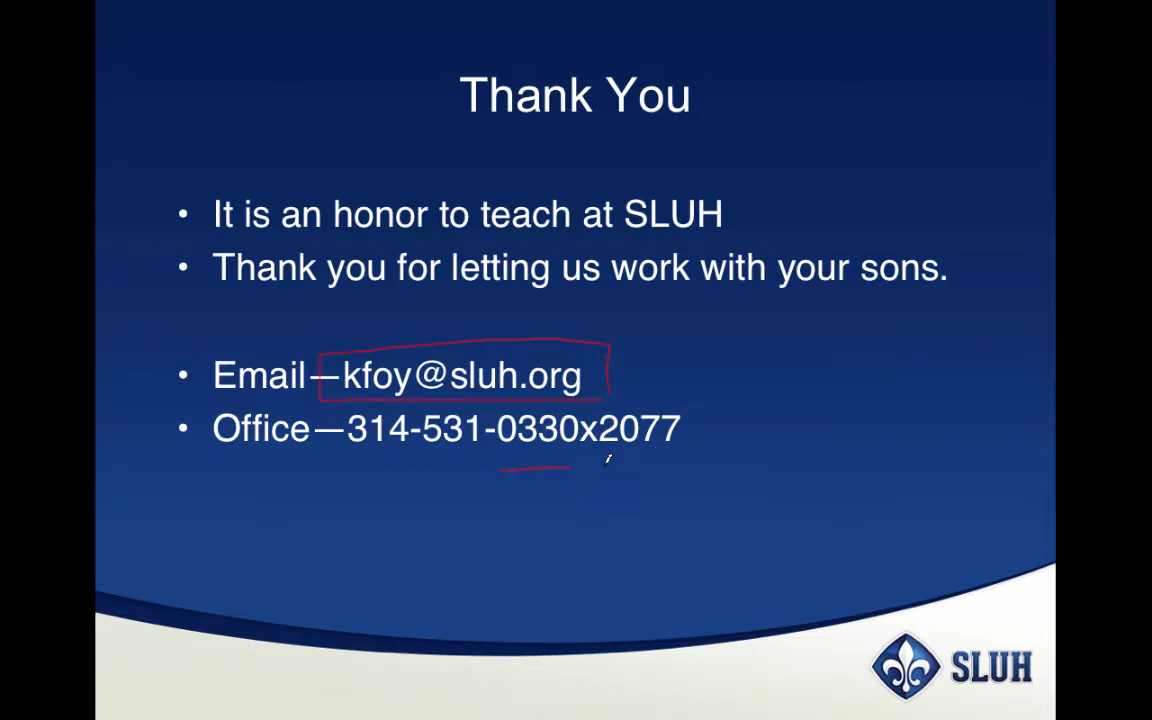 Thank You
• It is an honor to teach at SLUH
• Thank you for letting us work with your sons.
• Email—kfoy@sluh.org
• Office—314-531-0330x2077
SLUH